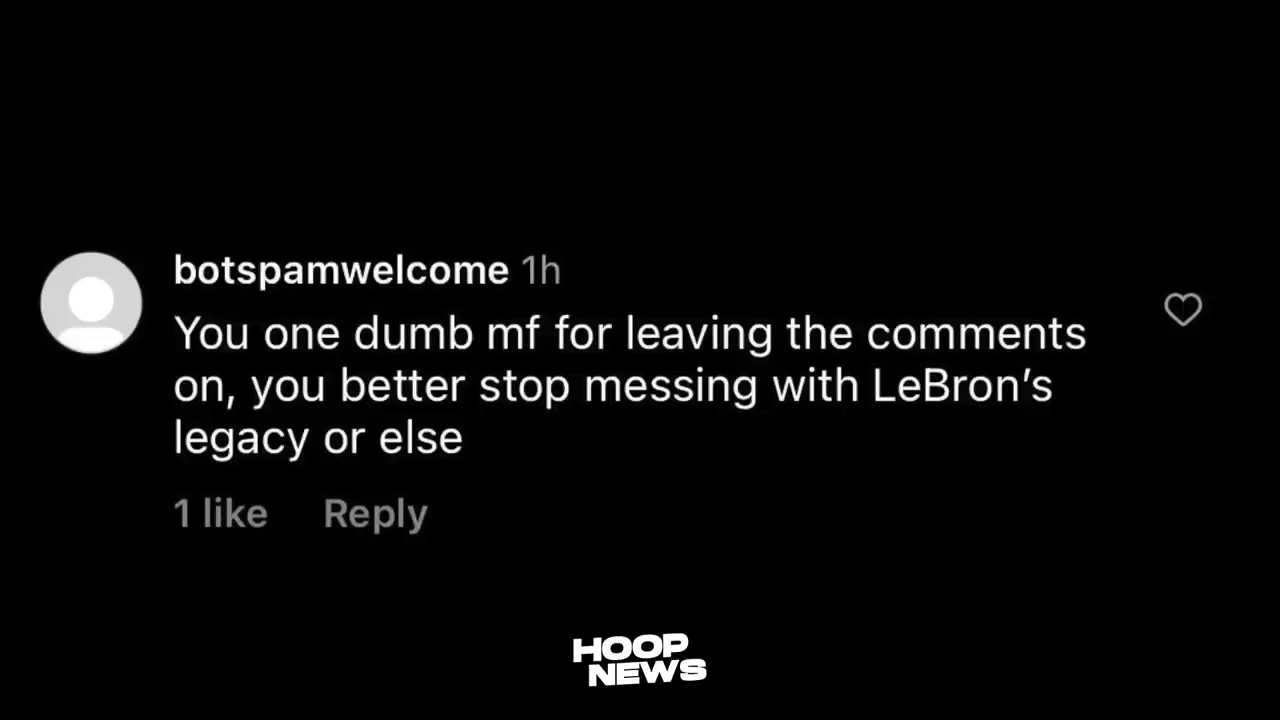 botspamwelcome 1h
You one dumb mf for leaving the comments
on, you better stop messing with LeBron's
legacy or else
1 like Reply
HOOP
NEWS